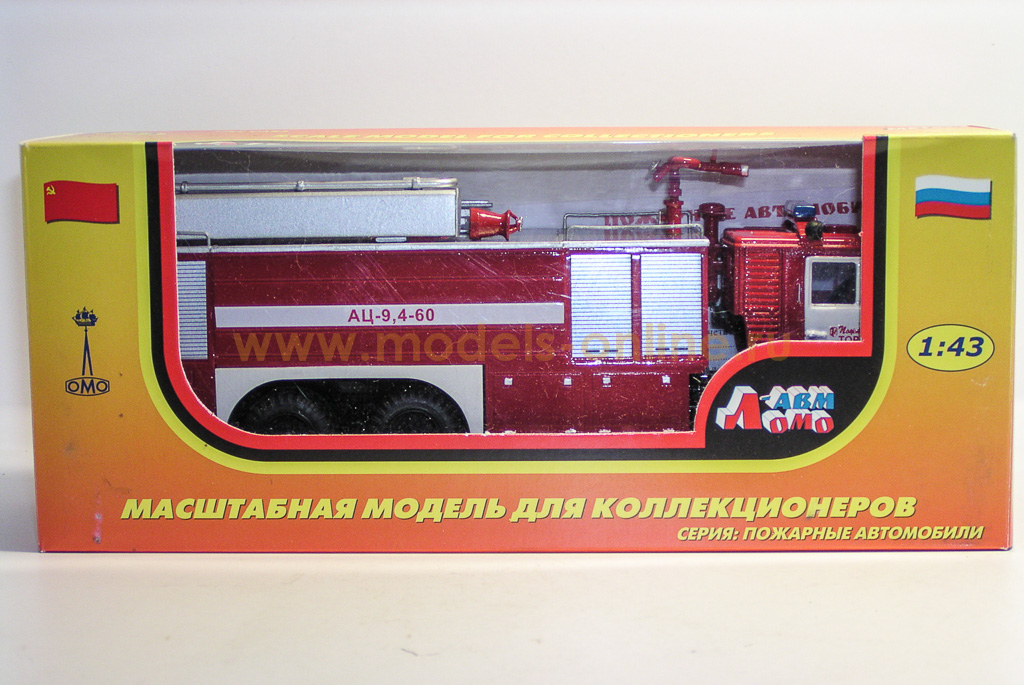 АЦ-9,4-60
www.models-online.ru
ОМО
1:43
Л-АВМ
ЛОМО
МАСШТАБНАЯ МОДЕЛЬ ДЛЯ КОЛЛЕКЦИОНЕРОВ
СЕРИЯ: ПОЖАРНЫЕ АВТОМОБИЛИ